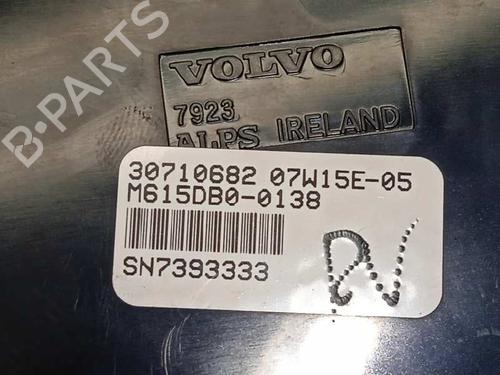 B-PARTS
VOLVO
7923
ALPS IRELAND
30710682 07W15E-05
M615DB0-0138
SN7393333